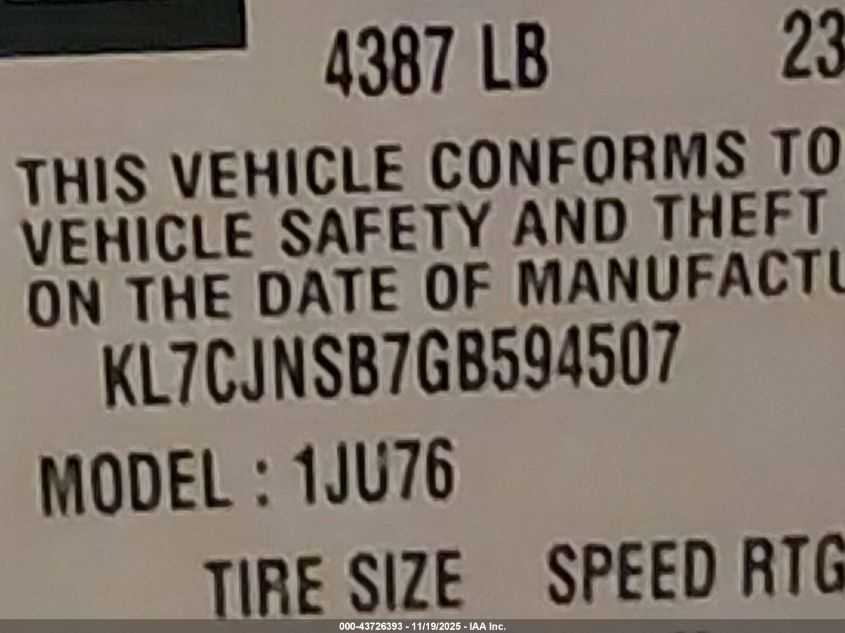 4387 LB 23
THIS VEHICLE CONFORMS TO
VEHICLE SAFETY AND THEFT
ON THE DATE OF MANUFACTU
KL7CJNSB7GB594507
MODEL : 1JU76
TIRE SIZE SPEED RTG
000-43726393 - 11/19/2025 - IAA Inc.